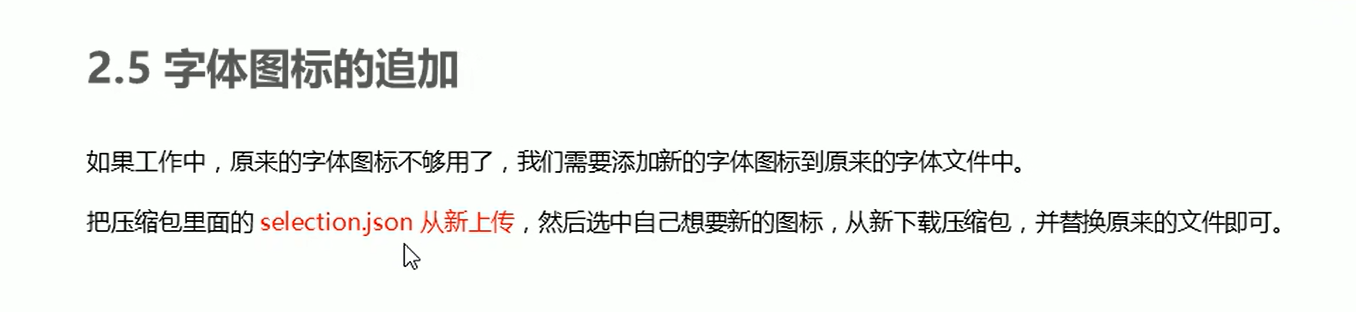 2.5 字体图标的追加
如果工作中，原来的字体图标不够用了，我们需要添加新的字体图标到原来的字体文件中。
把压缩包里面的 selection.json 从新上传，然后选中自己想要新的图标，从新下载压缩包，并替换原来的文件即可。